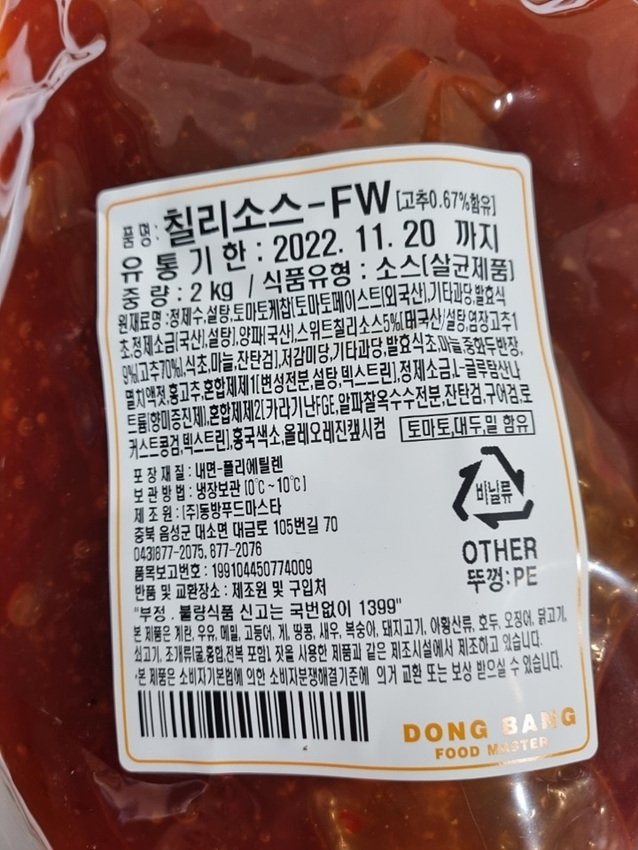 품 명 : 칠리소스-FW [고추0.67%함유]
유 통 기 한 : 2022. 11. 20 까지
중 량 : 2 kg / 식품유형 : 소스[살균제품]
원재료명 :정제수,설탕,토마토케찹[토마토페이스트[외국산],기타과당,발효식
초,정제소금[국산],설탕],양파[국산],스위트칠리소스5%[태국산/설탕,염장고추1
9%[고추70%],식초,마늘,잔탄검],저감미당,기타과당,발효식초,마늘,중화두반장,
멸치액젓,홍고추,혼합제제1[변성전분,설탕,덱스트린],정제소금,L-글루탐산나
트륨[향미증진제],혼합제제2[카라기난FGE,알파찰옥수수전분,잔탄검,구어검,로
커스트콩검,덱스트린],홍국색소,올레오레진캪시컴
토마토,대두,밀 함유
포 장 재 질 : 내면-폴리에틸렌
보 관 방 법 : 냉장보관 [0℃~10℃]
제 조 원 : [주]동방푸드마스타
충북 음성군 대소면 대금로 105번길 70
043)877-2075, 877-2076
품목보고번호 : 199104450774009
반품 및 교환장소 : 제조원 및 구입처
"부정 . 불량식품 신고는 국번없이 1399"
본 제품은 계란, 우유, 메밀, 고등어, 게, 땅콩, 새우, 복숭아, 돼지고기, 아황산류, 호두, 오징어, 닭고기,
쇠고기, 조개류[굴,홍합,전복 포함], 잣을 사용한 제품과 같은 제조시설에서 제조하고 있습니다.
·본 제품은 소비자기본법에 의한 소비자분쟁해결기준에 의거 교환 또는 보상 받으실 수 있습니다.
비닐류
OTHER
뚜껑:PE
DONG BANG
FOOD MASTER